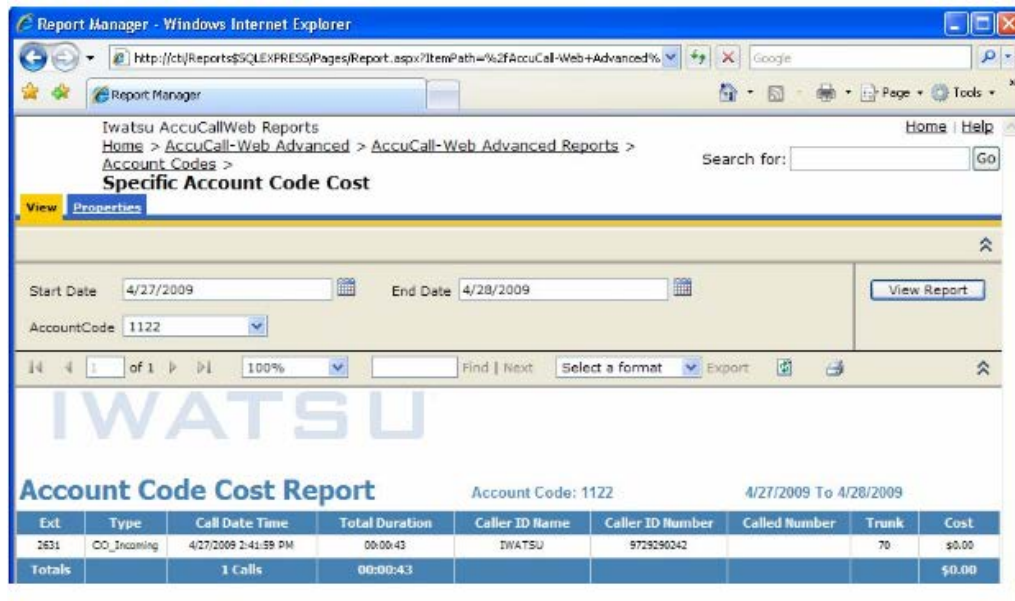 Report Manager - Windows Internet Explorer
http://cti/Reports$SQLEXPRESS/Pages/Report.aspx?ItemPath=%2fAccuCall-Web+Advanced%
Google
Report Manager
Page
Tools
Iwatsu AccuCallWeb Reports
Home | Help
Home > AccuCall-Web Advanced > AccuCall-Web Advanced Reports >
Account Codes >
Search for:
Go
Specific Account Code Cost
View Properties
Start Date 4/27/2009 End Date 4/28/2009 View Report
AccountCode 1122
1 of 1 100% Find | Next Select a format Export
IWATSU
Account Code Cost Report Account Code: 1122 4/27/2009 To 4/28/2009
Ext Type Call Date Time Total Duration Caller ID Name Caller ID Number Called Number Trunk Cost
2631 CO_Incoming 4/27/2009 2:41:59 PM 00:00:43 IWATSU 9729290242 70 $0.00
Totals 1 Calls 00:00:43 $0.00